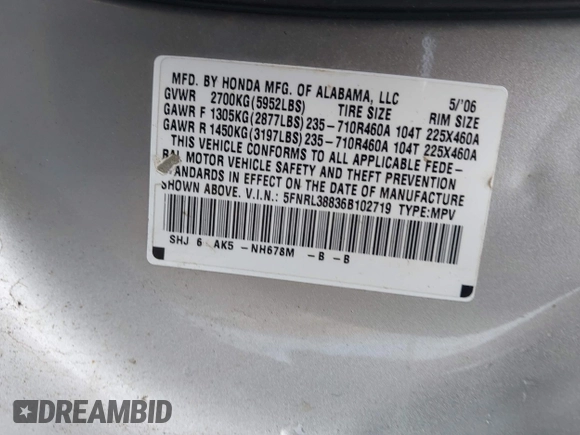 MFD. BY HONDA MFG. OF ALABAMA, LLC 5/'06
GVWR 2700KG(5952LBS) TIRE SIZE RIM SIZE
GAWR F 1305KG(2877LBS) 235-710R460A 104T 225X460A
GAWR R 1450KG(3197LBS) 235-710R460A 104T 225X460A
THIS VEHICLE CONFORMS TO ALL APPLICABLE FEDE-
RAL MOTOR VEHICLE SAFETY AND THEFT PREVENTION
STANDARDS IN EFFECT ON THE DATE OF MANUFACTURE
SHOWN ABOVE. V.I.N.: 5FNRL38836B102719 TYPE:MPV
SHJ 6 AK5 -NH678M -B -B
DREAMBID